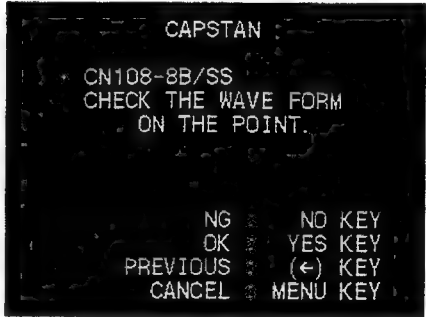 CAPSTAN
CN108-8B/SS
CHECK THE WAVE FORM
ON THE POINT.
NG : NO KEY
OK : YES KEY
PREVIOUS : (←) KEY
CANCEL : MENU KEY